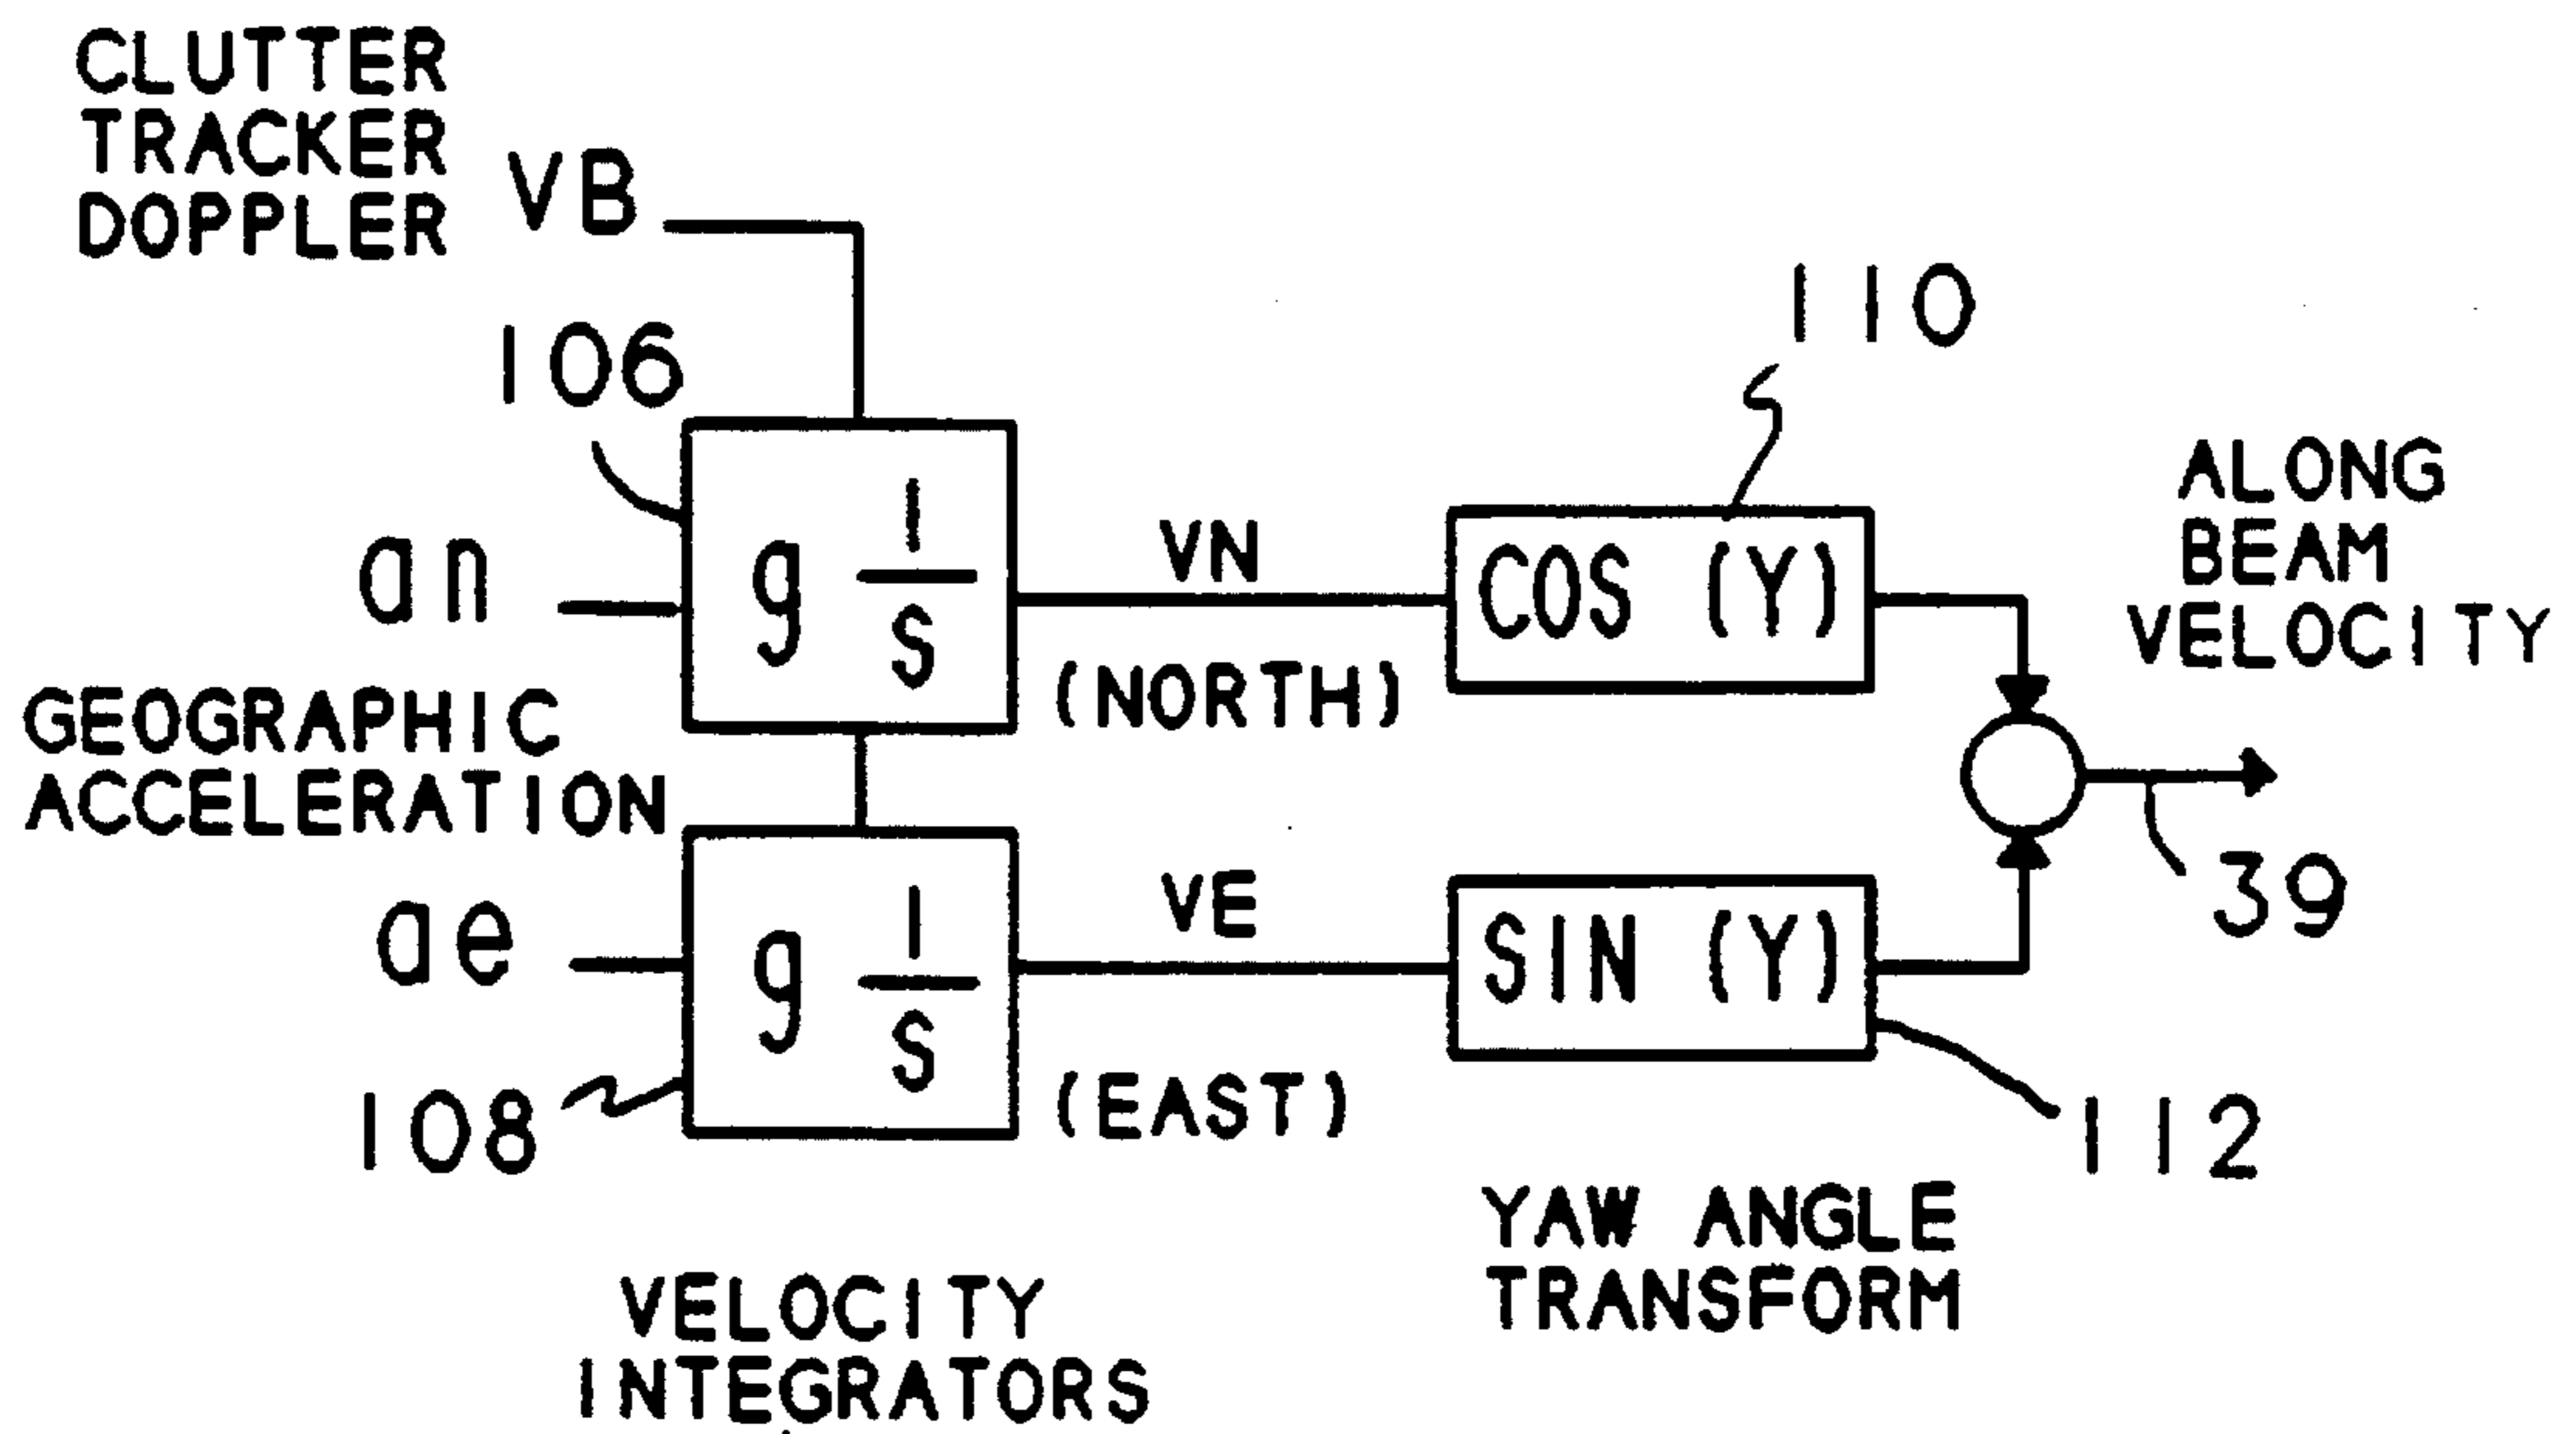 CLUTTER
TRACKER
DOPPLER
VB
106
an
g 1/s
VN
(NORTH)
110
COS (Y)
ALONG
BEAM
VELOCITY
GEOGRAPHIC
ACCELERATION
39
ae
g 1/s
VE
(EAST)
SIN (Y)
108
112
YAW ANGLE
TRANSFORM
VELOCITY
INTEGRATORS